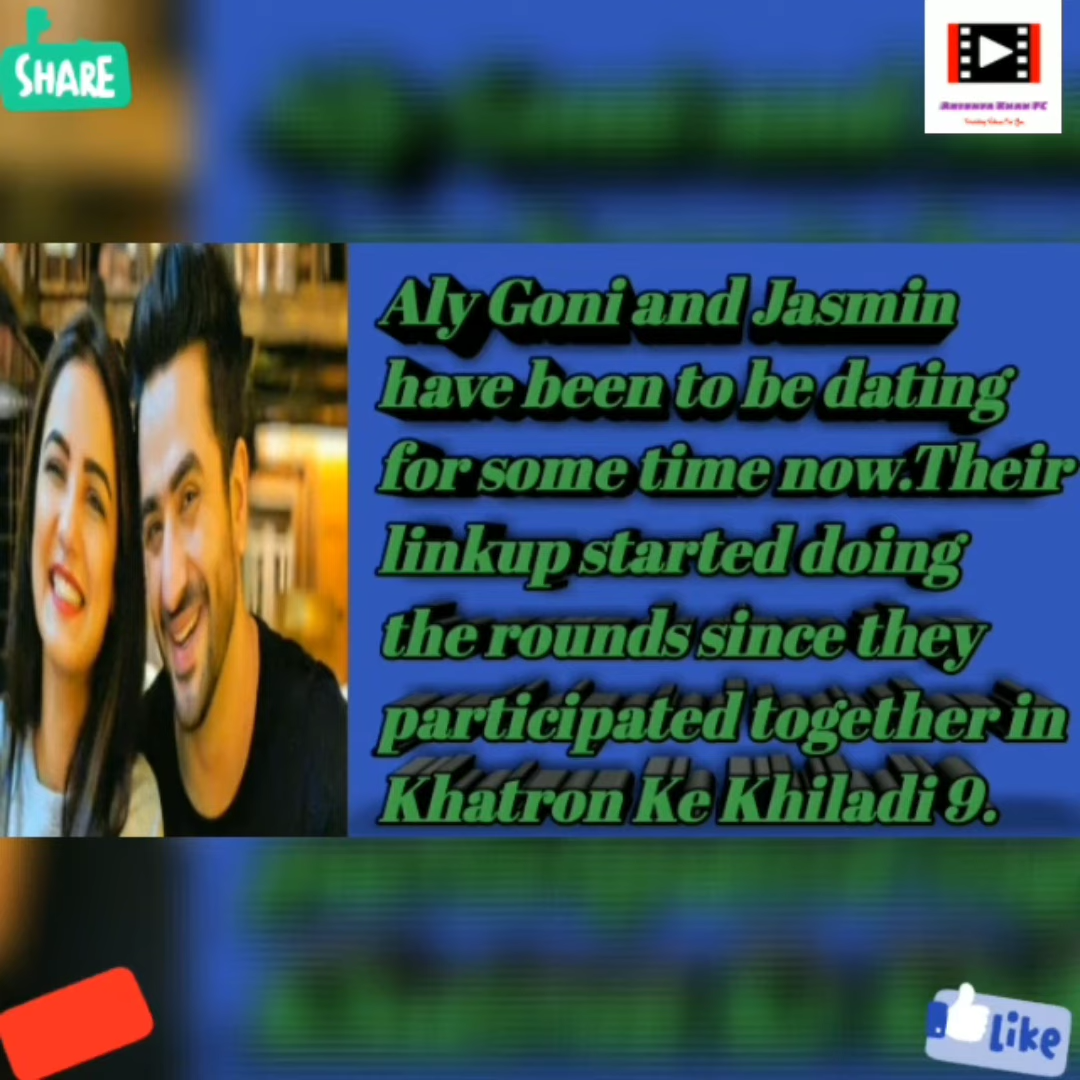 SHARE
Aly Goni and Jasmin
have been to be dating
for some time now.Their
linkup started doing
the rounds since they
participated together in
Khatron Ke Khiladi 9.
Like